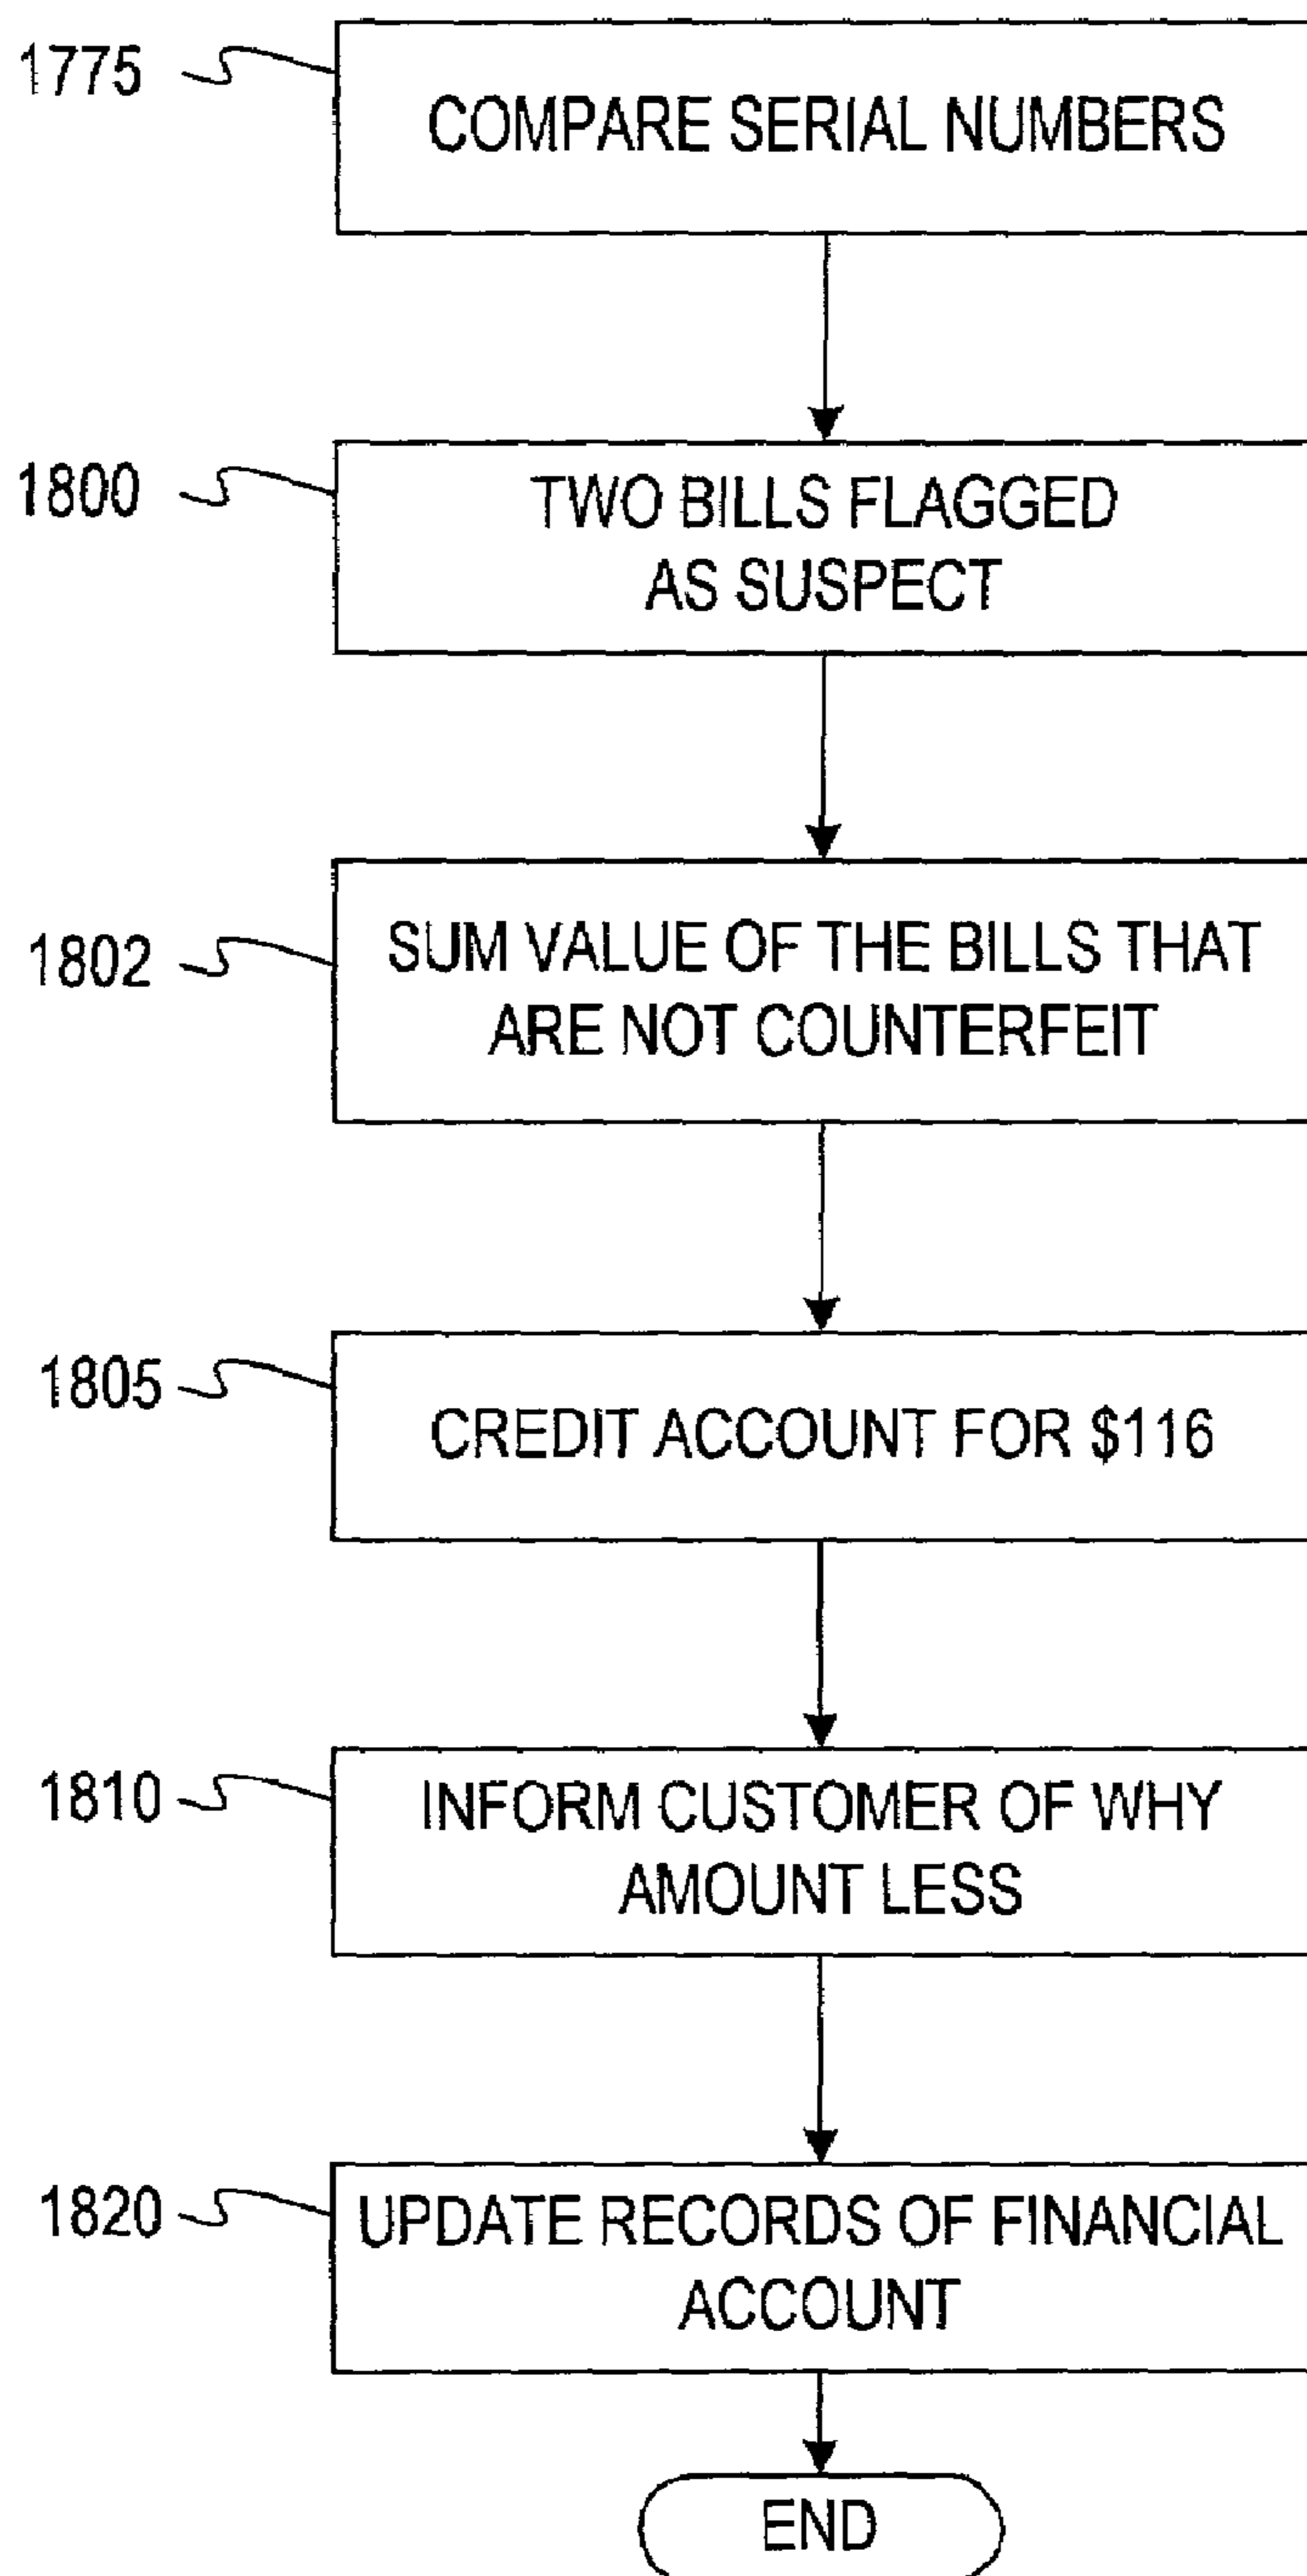 1775
COMPARE SERIAL NUMBERS
1800
TWO BILLS FLAGGED
AS SUSPECT
1802
SUM VALUE OF THE BILLS THAT
ARE NOT COUNTERFEIT
1805
CREDIT ACCOUNT FOR $116
1810
INFORM CUSTOMER OF WHY
AMOUNT LESS
1820
UPDATE RECORDS OF FINANCIAL
ACCOUNT
END